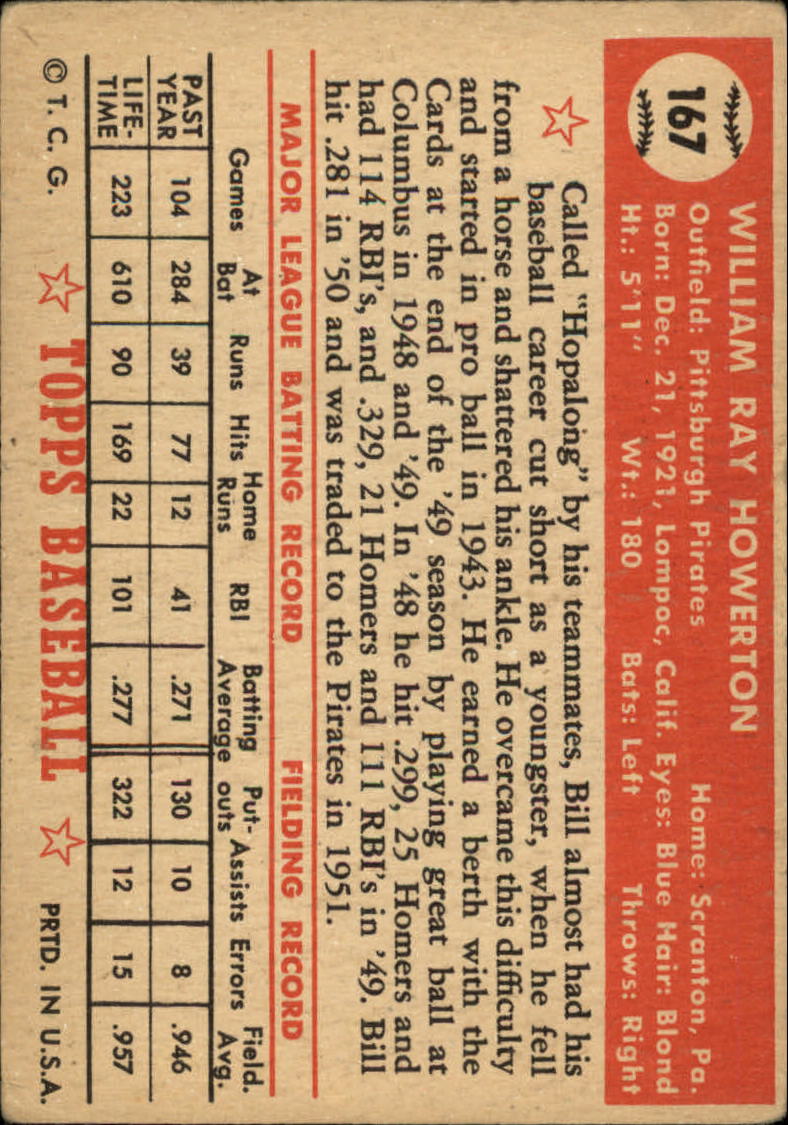 167
WILLIAM RAY HOWERTON
Outfield: Pittsburgh Pirates Home: Scranton, Pa.
Born: Dec. 21, 1921, Lompoc, Calif. Eyes: Blue Hair: Blond
Ht.: 5'11" Wt.: 180 Bats: Left Throws: Right
Called "Hopalong" by his teammates, Bill almost had his
baseball career cut short as a youngster, when he fell
from a horse and shattered his ankle. He overcame this difficulty
and started in pro ball in 1943. He earned a berth with the
Cards at the end of the '49 season by playing great ball at
Columbus in 1948 and '49. In '48 he hit .299, 25 Homers and
had 114 RBI's, and .329, 21 Homers and 111 RBI's in '49. Bill
hit .281 in '50 and was traded to the Pirates in 1951.
MAJOR LEAGUE BATTING RECORD FIELDING RECORD
Games At Bat Runs Hits Home Runs RBI Batting Average Put-outs Assists Errors Field. Avg.
PAST YEAR 104 284 39 77 12 41 .271 130 10 8 .946
LIFE-TIME 223 610 90 169 22 101 .277 322 12 15 .957
© T. C. G. TOPPS BASEBALL PRTD. IN U.S.A.